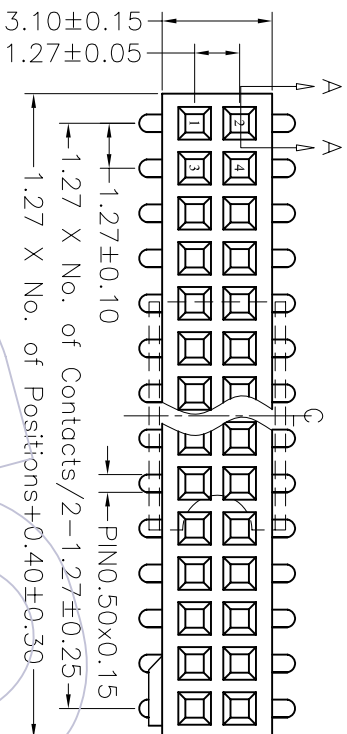 3.10±0.15
1.27±0.05
A
A
1
2
3
4
1.27±0.10
C
PIN0.50x0.15
1.27 X No. of Contacts/2-1.27±0.25
1.27 X No. of Positions+0.40±0.30